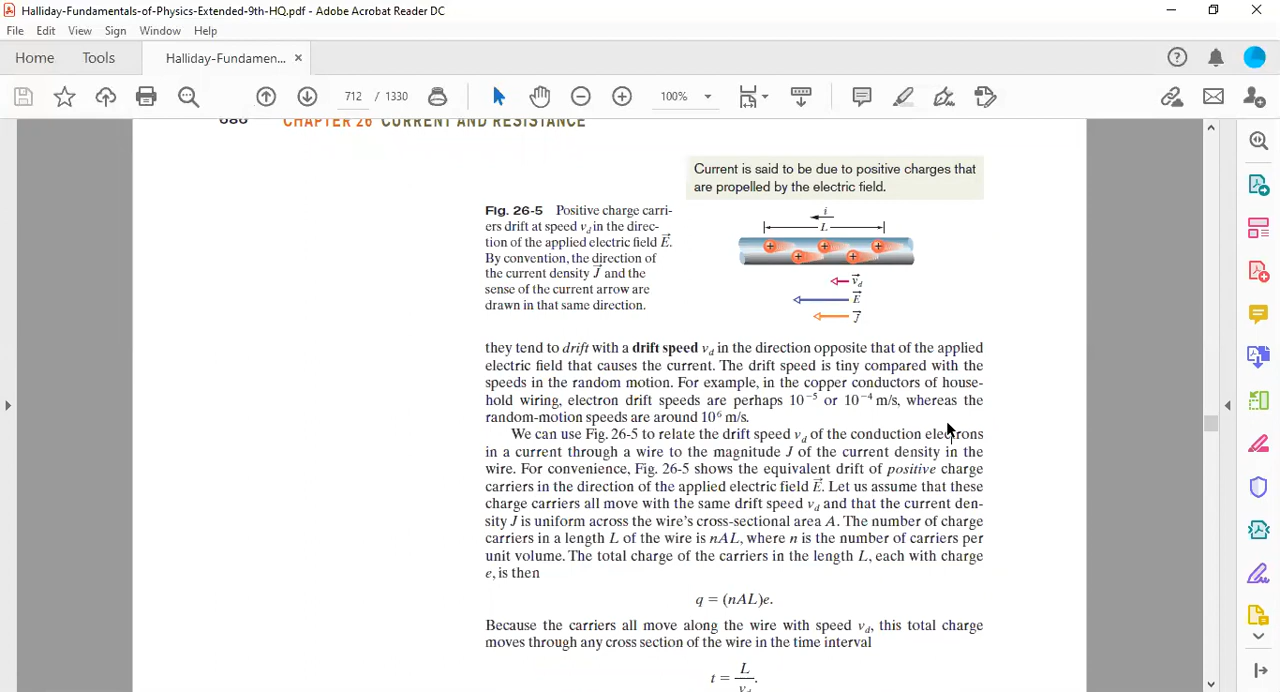 Halliday-Fundamentals-of-Physics-Extended-9th-HQ.pdf - Adobe Acrobat Reader DC
File Edit View Sign Window Help
Home Tools Halliday-Fundamen... ×
712 / 1330 100%
686 CHAPTER 26 CURRENT AND RESISTANCE
Current is said to be due to positive charges that
are propelled by the electric field.
Fig. 26-5 Positive charge carri-
ers drift at speed v_d in the direc-
tion of the applied electric field E⃗.
By convention, the direction of
the current density J⃗ and the
sense of the current arrow are
drawn in that same direction.
i
L
+ + + + +
v⃗_d
E⃗
J⃗
they tend to drift with a drift speed v_d in the direction opposite that of the applied
electric field that causes the current. The drift speed is tiny compared with the
speeds in the random motion. For example, in the copper conductors of house-
hold wiring, electron drift speeds are perhaps 10⁻⁵ or 10⁻⁴ m/s, whereas the
random-motion speeds are around 10⁶ m/s.
We can use Fig. 26-5 to relate the drift speed v_d of the conduction electrons
in a current through a wire to the magnitude J of the current density in the
wire. For convenience, Fig. 26-5 shows the equivalent drift of positive charge
carriers in the direction of the applied electric field E⃗. Let us assume that these
charge carriers all move with the same drift speed v_d and that the current den-
sity J is uniform across the wire's cross-sectional area A. The number of charge
carriers in a length L of the wire is nAL, where n is the number of carriers per
unit volume. The total charge of the carriers in the length L, each with charge
e, is then
q = (nAL)e.
Because the carriers all move along the wire with speed v_d, this total charge
moves through any cross section of the wire in the time interval
t = L/v_d.